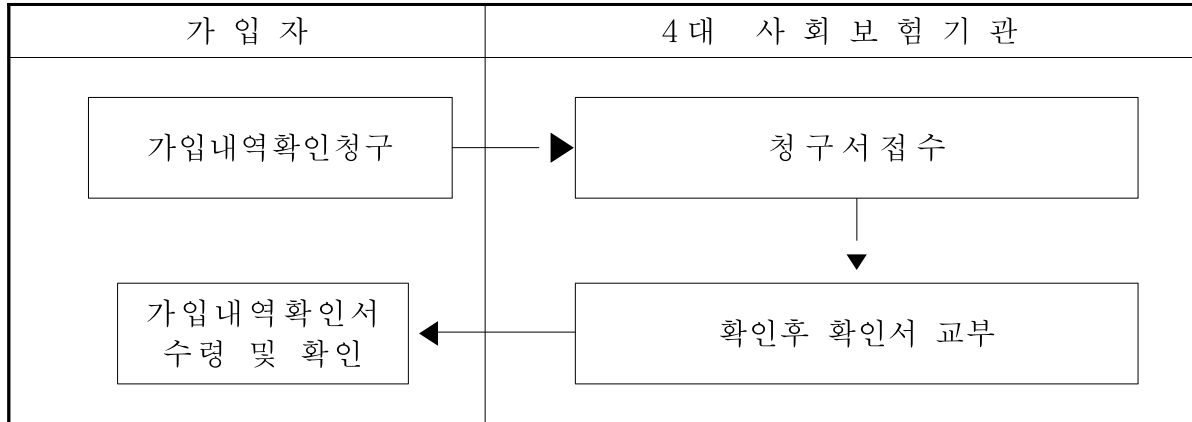 가 입 자
4대 사 회 보 험 기 관
가입내역확인청구
청구서접수
가입내역확인서
수령 및 확인
확인후 확인서 교부